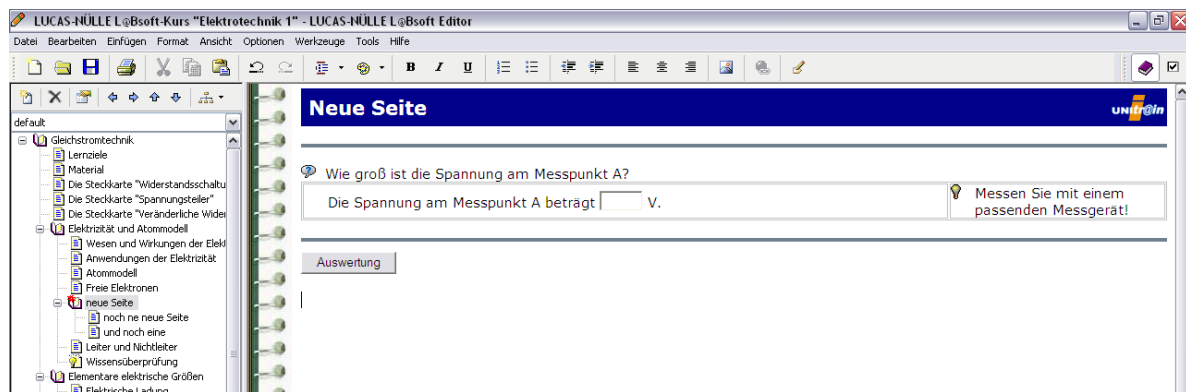 LUCAS-NÜLLE L@Bsoft-Kurs "Elektrotechnik 1" - LUCAS-NÜLLE L@Bsoft Editor
Datei Bearbeiten Einfügen Format Ansicht Optionen Werkzeuge Tools Hilfe
B I U
default
Gleichstromtechnik
Lernziele
Material
Die Steckkarte "Widerstandsschaltu
Die Steckkarte "Spannungsteiler"
Die Steckkarte "Veränderliche Wider
Elektrizität und Atommodell
Wesen und Wirkungen der Elekt
Anwendungen der Elektrizität
Atommodell
Freie Elektronen
neue Seite
noch ne neue Seite
und noch eine
Leiter und Nichtleiter
Wissensüberprüfung
Elementare elektrische Größen
Elektrische Ladung
Neue Seite
UNItr@in
Wie groß ist die Spannung am Messpunkt A?
Die Spannung am Messpunkt A beträgt V.
Messen Sie mit einem
passenden Messgerät!
Auswertung